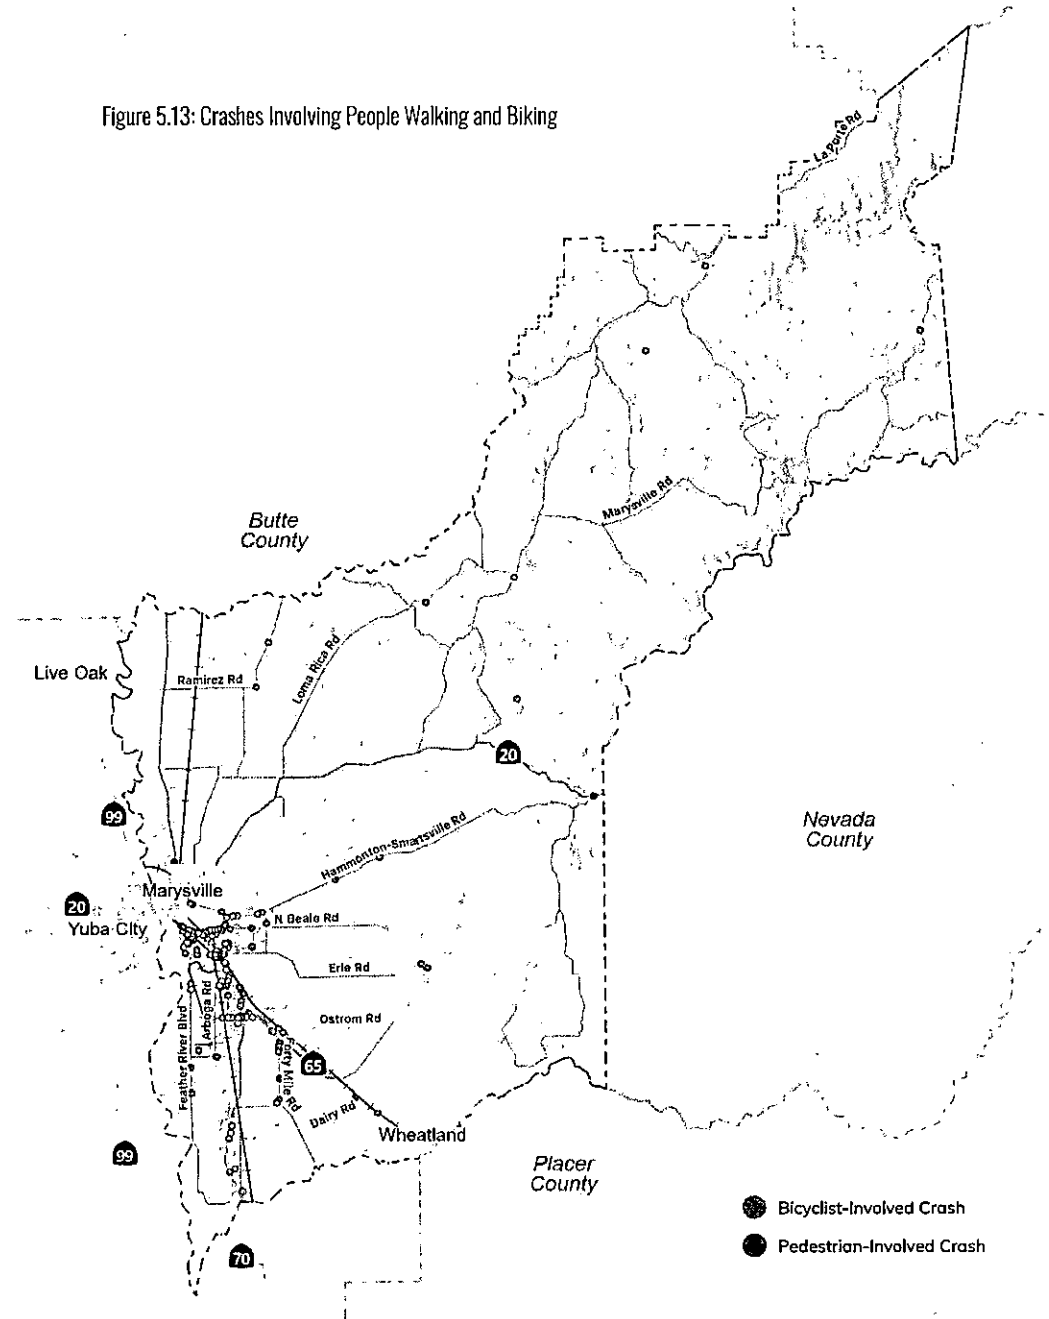 Figure 5.13: Crashes Involving People Walking and Biking
La Porte Rd
Marysville Rd
Butte
County
Live Oak
Ramirez Rd
Loma Rica Rd
20
99
Nevada
County
Hammonton-Smartsville Rd
Marysville
20
Yuba City
N Beale Rd
Erle Rd
Feather River Blvd
Arboga Rd
Ostrom Rd
65
Forty Mile Rd
Dairy Rd
Wheatland
99
Placer
County
Bicyclist-Involved Crash
Pedestrian-Involved Crash
70